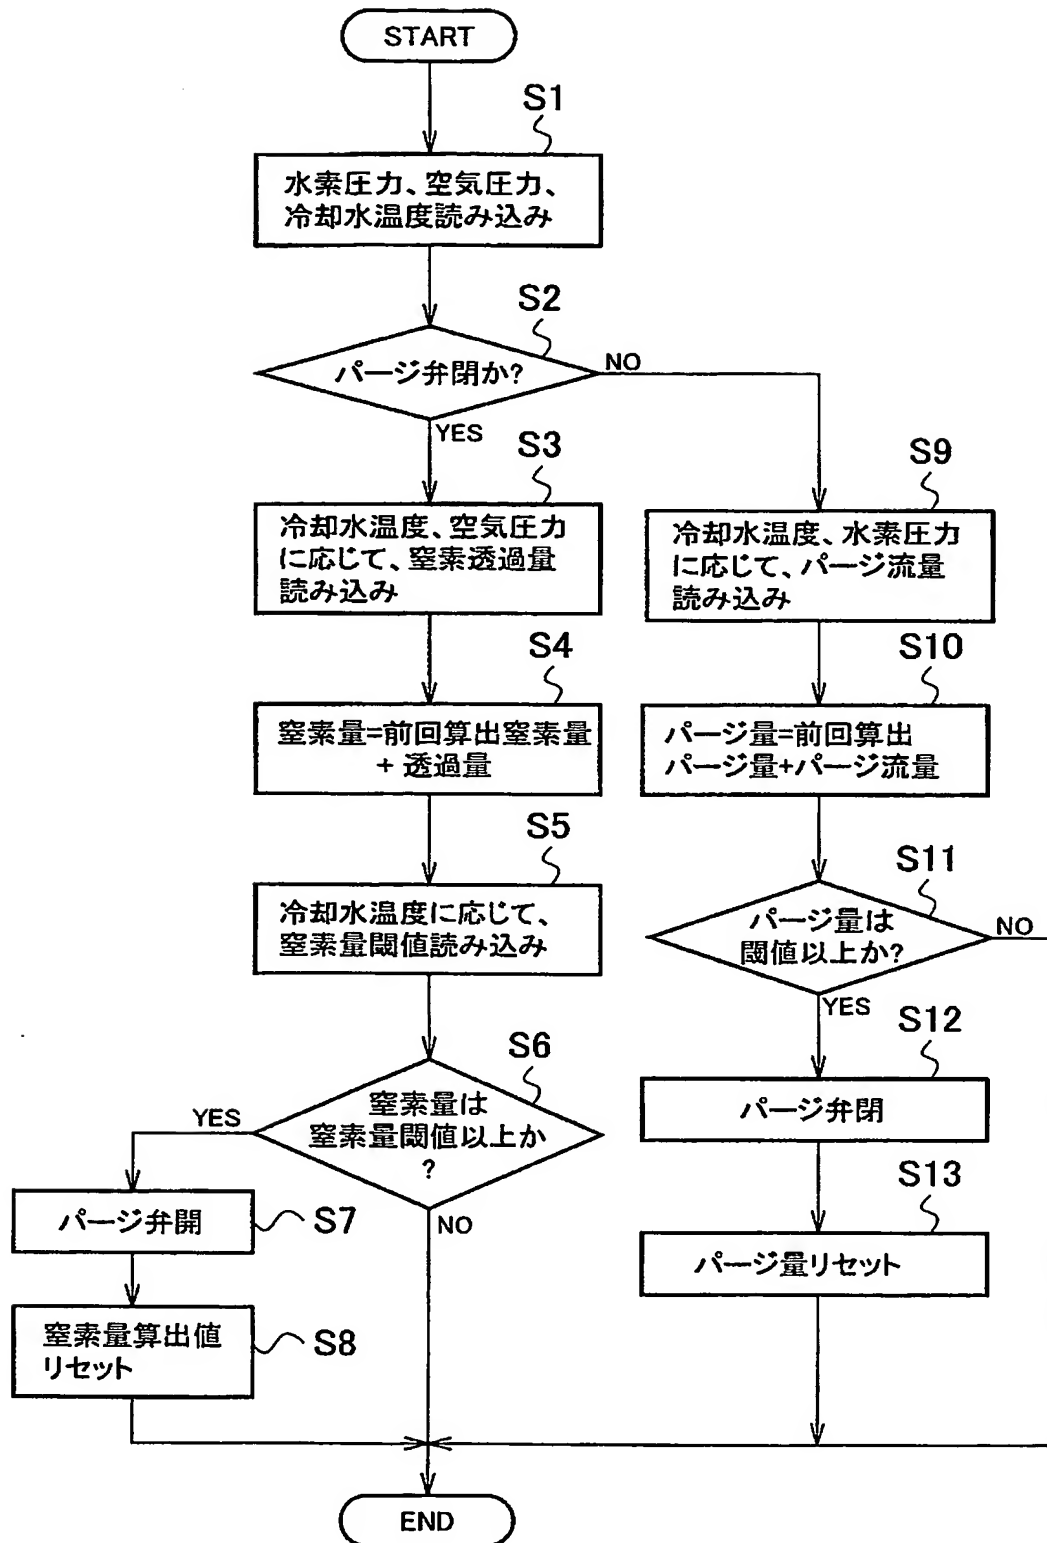 START
S1
水素圧力、空気圧力、
冷却水温度読み込み
S2
パージ弁閉か?
NO
YES
S3
冷却水温度、空気圧力
に応じて、窒素透過量
読み込み
S4
窒素量=前回算出窒素量
+ 透過量
S5
冷却水温度に応じて、
窒素量閾値読み込み
S6
窒素量は
窒素量閾値以上か
?
YES
NO
パージ弁開
S7
窒素量算出値
リセット
S8
S9
冷却水温度、水素圧力
に応じて、パージ流量
読み込み
S10
パージ量=前回算出
パージ量+パージ流量
S11
パージ量は
閾値以上か?
NO
YES
S12
パージ弁閉
S13
パージ量リセット
END